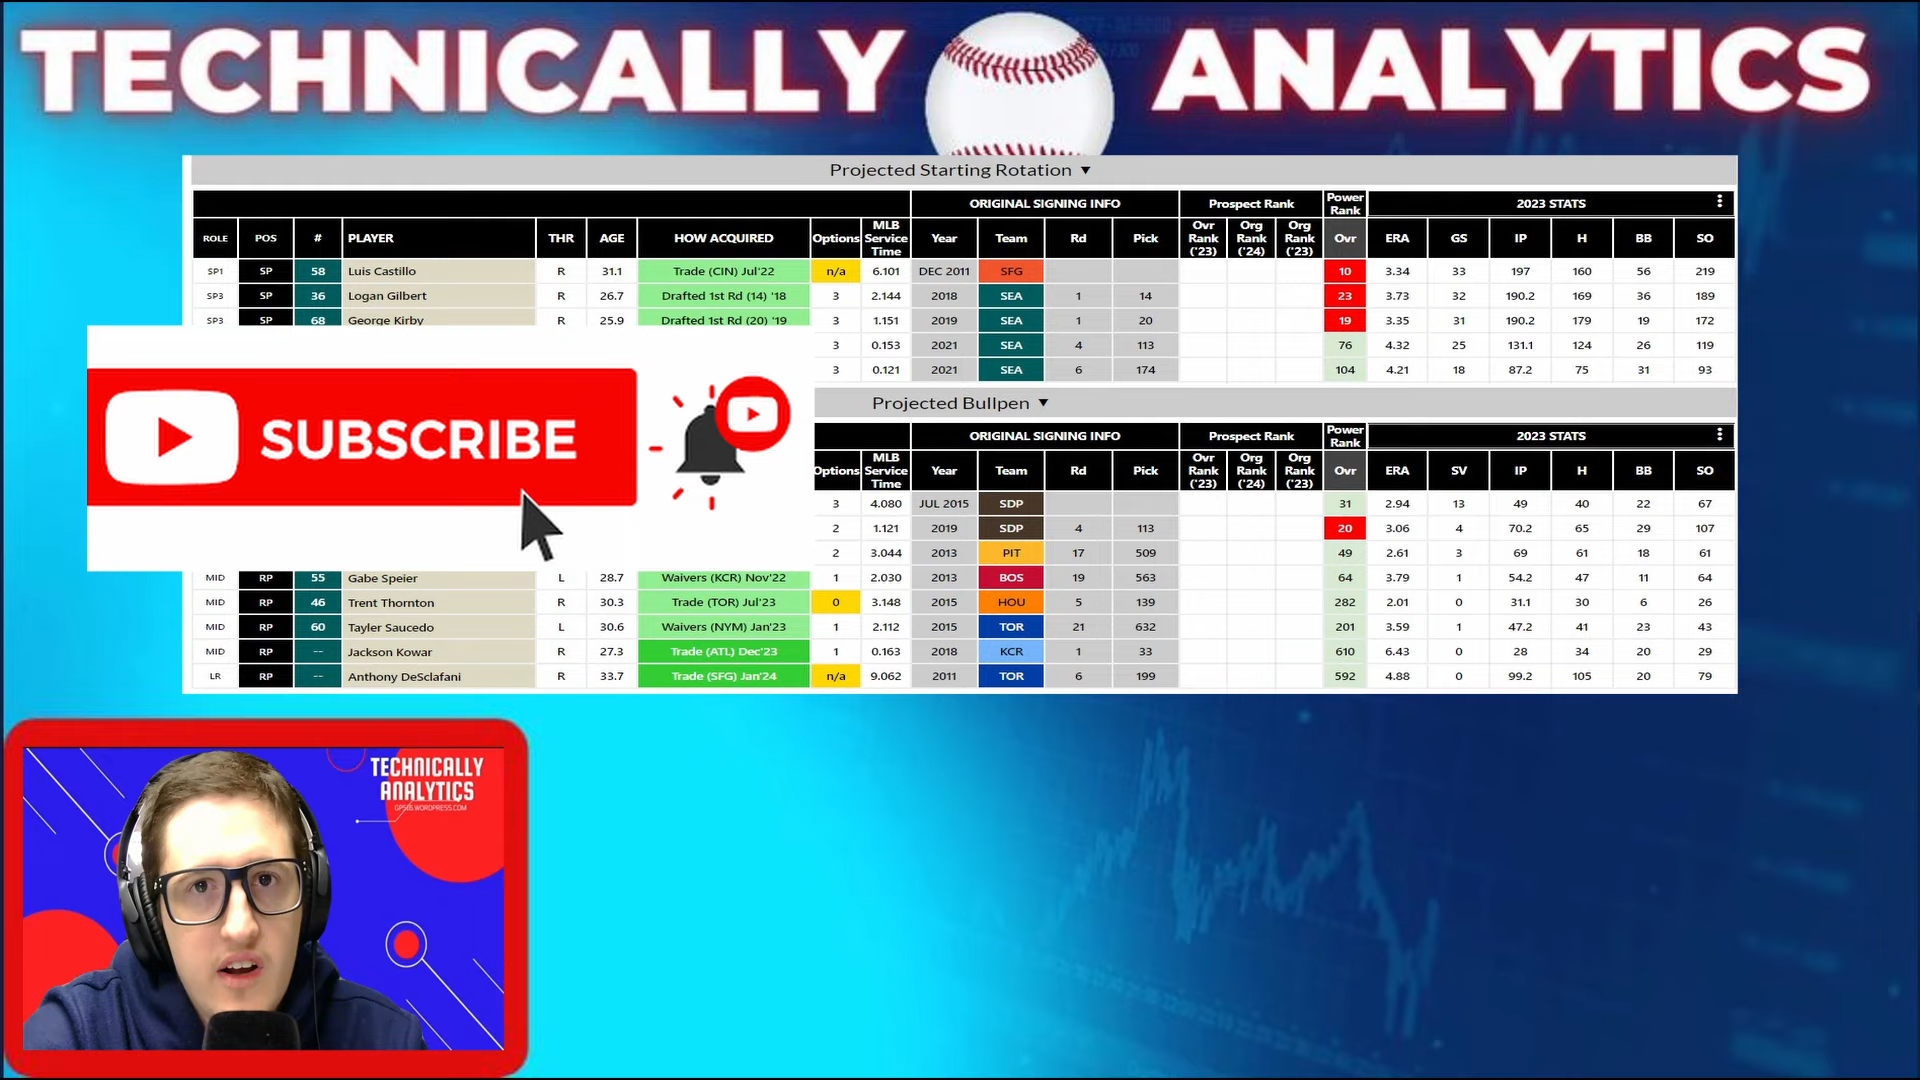 TECHNICALLY ANALYTICS
Projected Starting Rotation ▼
ORIGINAL SIGNING INFO Prospect Rank Power Rank 2023 STATS
ROLE POS # PLAYER THR AGE HOW ACQUIRED Options MLB Service Time Year Team Rd Pick Ovr Rank ('23) Org Rank ('24) Org Rank ('23) Ovr ERA GS IP H BB SO
SP1 SP 58 Luis Castillo R 31.1 Trade (CIN) Jul'22 n/a 6.101 DEC 2011 SFG 10 3.34 33 197 160 56 219
SP3 SP 36 Logan Gilbert R 26.7 Drafted 1st Rd (14) '18 3 2.144 2018 SEA 1 14 23 3.73 32 190.2 169 36 189
SP3 SP 68 George Kirby R 25.9 Drafted 1st Rd (20) '19 3 1.151 2019 SEA 1 20 19 3.35 31 190.2 179 19 172
3 0.153 2021 SEA 4 113 76 4.32 25 131.1 124 26 119
3 0.121 2021 SEA 6 174 104 4.21 18 87.2 75 31 93
SUBSCRIBE
Projected Bullpen ▼
ORIGINAL SIGNING INFO Prospect Rank Power Rank 2023 STATS
Options MLB Service Time Year Team Rd Pick Ovr Rank ('23) Org Rank ('24) Org Rank ('23) Ovr ERA SV IP H BB SO
3 4.080 JUL 2015 SDP 31 2.94 13 49 40 22 67
2 1.121 2019 SDP 4 113 20 3.06 4 70.2 65 29 107
2 3.044 2013 PIT 17 509 49 2.61 3 69 61 18 61
MID RP 55 Gabe Speier L 28.7 Waivers (KCR) Nov'22 1 2.030 2013 BOS 19 563 64 3.79 1 54.2 47 11 64
MID RP 46 Trent Thornton R 30.3 Trade (TOR) Jul'23 0 3.148 2015 HOU 5 139 282 2.01 0 31.1 30 6 26
MID RP 60 Tayler Saucedo L 30.6 Waivers (NYM) Jan'23 1 2.112 2015 TOR 21 632 201 3.59 1 47.2 41 23 43
MID RP -- Jackson Kowar R 27.3 Trade (ATL) Dec'23 1 0.163 2018 KCR 1 33 610 6.43 0 28 34 20 29
LR RP -- Anthony DeSclafani R 33.7 Trade (SFG) Jan'24 n/a 9.062 2011 TOR 6 199 592 4.88 0 99.2 105 20 79
TECHNICALLY
ANALYTICS